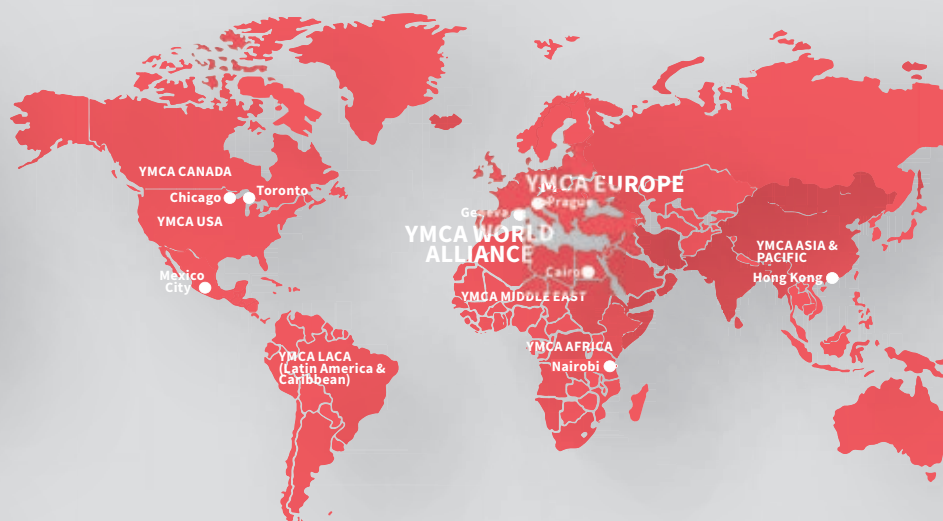 YMCA CANADA
Chicago
Toronto
YMCA USA
Mexico
City
YMCA LACA
(Latin America &
Caribbean)
YMCA EUROPE
Prague
Geneva
YMCA WORLD
ALLIANCE
Cairo
YMCA MIDDLE EAST
YMCA AFRICA
Nairobi
YMCA ASIA &
PACIFIC
Hong Kong